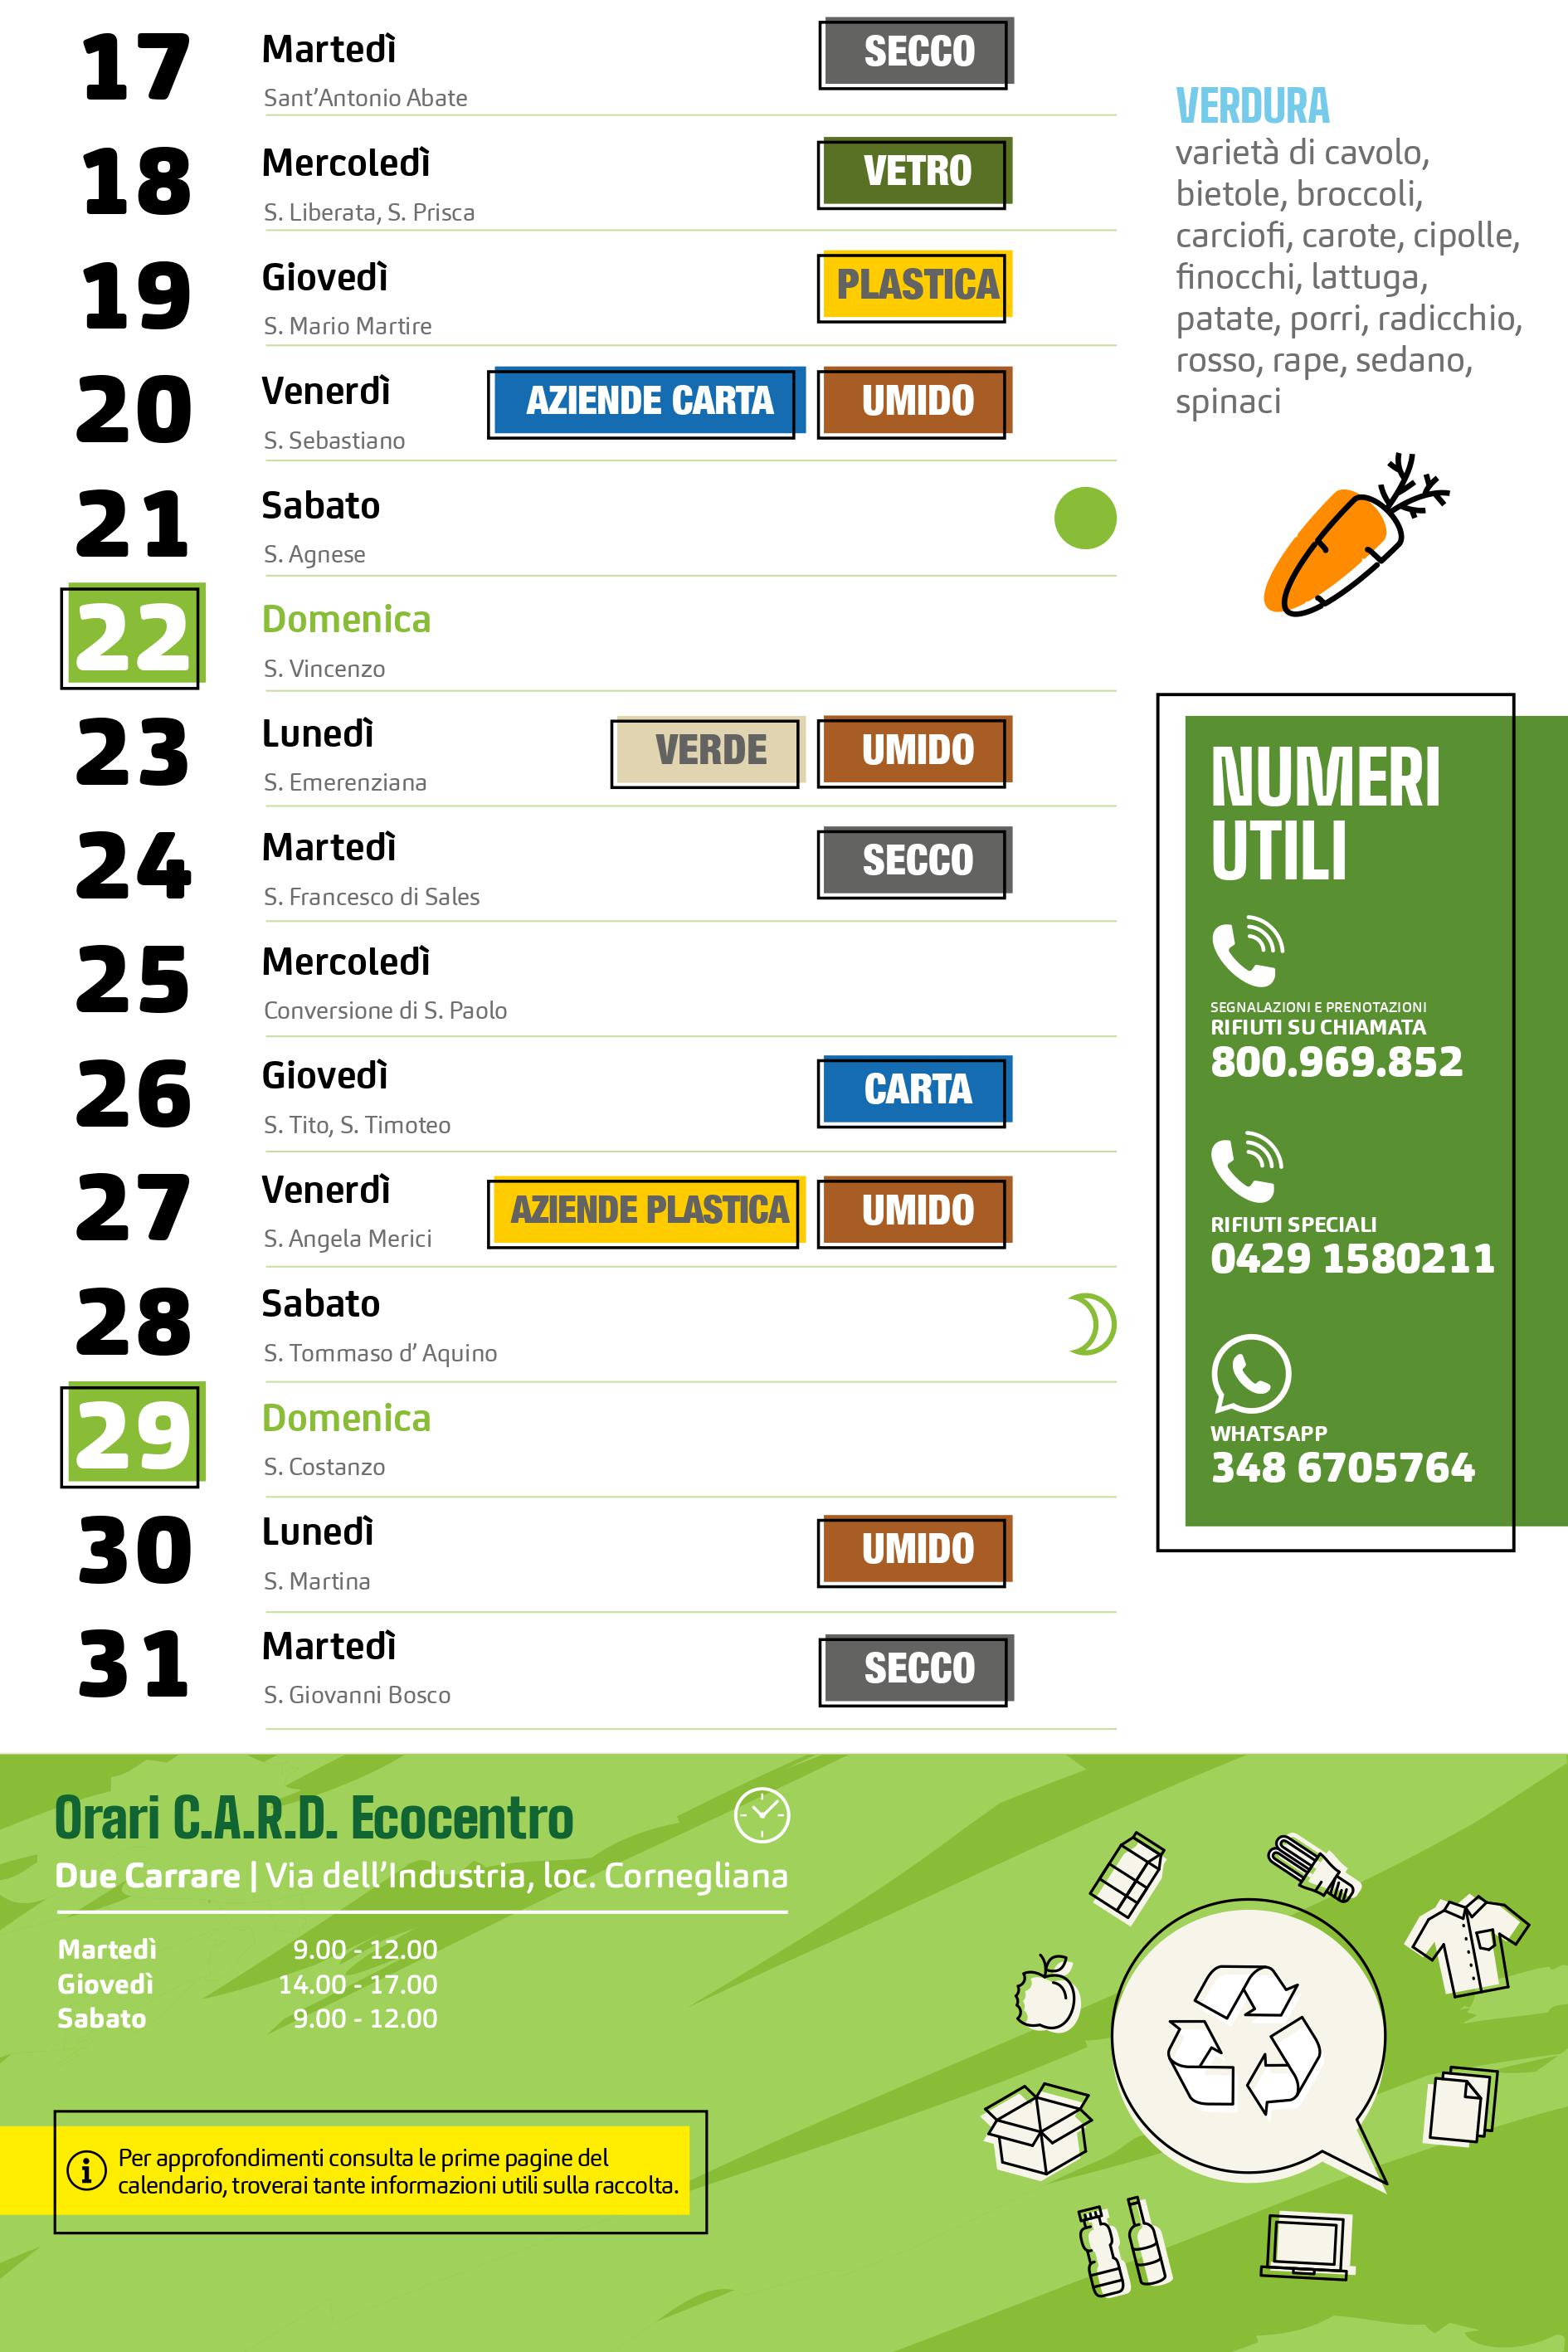 17 Martedì SECCO
Sant'Antonio Abate
18 Mercoledì VETRO
S. Liberata, S. Prisca
19 Giovedì PLASTICA
S. Mario Martire
20 Venerdì AZIENDE CARTA UMIDO
S. Sebastiano
21 Sabato
S. Agnese
22 Domenica
S. Vincenzo
23 Lunedì VERDE UMIDO
S. Emerenziana
24 Martedì SECCO
S. Francesco di Sales
25 Mercoledì
Conversione di S. Paolo
26 Giovedì CARTA
S. Tito, S. Timoteo
27 Venerdì AZIENDE PLASTICA UMIDO
S. Angela Merici
28 Sabato
S. Tommaso d' Aquino
29 Domenica
S. Costanzo
30 Lunedì UMIDO
S. Martina
31 Martedì SECCO
S. Giovanni Bosco
VERDURA
varietà di cavolo,
bietole, broccoli,
carciofi, carote, cipolle,
finocchi, lattuga,
patate, porri, radicchio,
rosso, rape, sedano,
spinaci
NUMERI
UTILI
SEGNALAZIONI E PRENOTAZIONI
RIFIUTI SU CHIAMATA
800.969.852
RIFIUTI SPECIALI
0429 1580211
WHATSAPP
348 6705764
Orari C.A.R.D. Ecocentro
Due Carrare | Via dell'Industria, loc. Cornegliana
Martedì 9.00 - 12.00
Giovedì 14.00 - 17.00
Sabato 9.00 - 12.00
Per approfondimenti consulta le prime pagine del
calendario, troverai tante informazioni utili sulla raccolta.